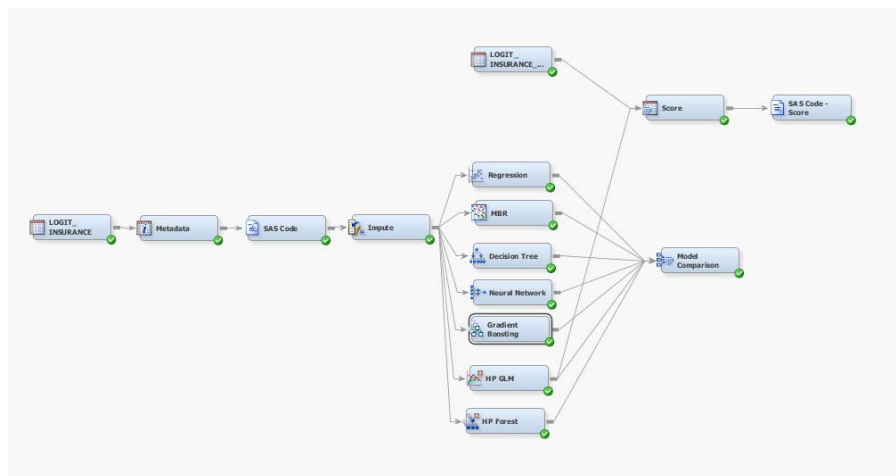 LOGIT_
INSURANCE_...
Score
SAS Code -
Score
Regression
MBR
LOGIT_
INSURANCE
Metadata
SAS Code
Impute
Decision Tree
Model
Comparison
Neural Network
Gradient
Boosting
HP GLM
HP Forest